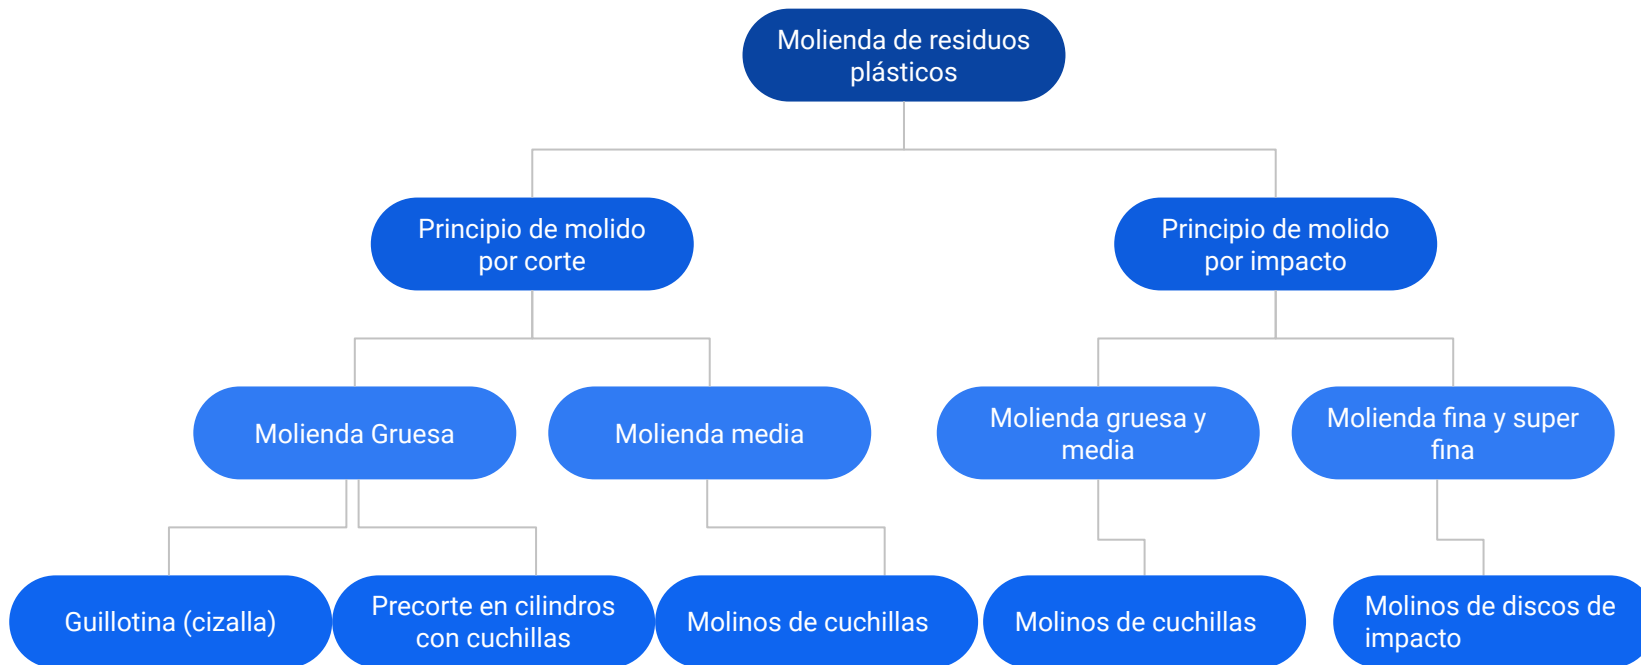 Molienda de residuos
plásticos
Principio de molido
por corte
Principio de molido
por impacto
Molienda Gruesa
Molienda media
Molienda gruesa y
media
Molienda fina y super
fina
Guillotina (cizalla)
Precorte en cilindros
con cuchillas
Molinos de cuchillas
Molinos de cuchillas
Molinos de discos de
impacto